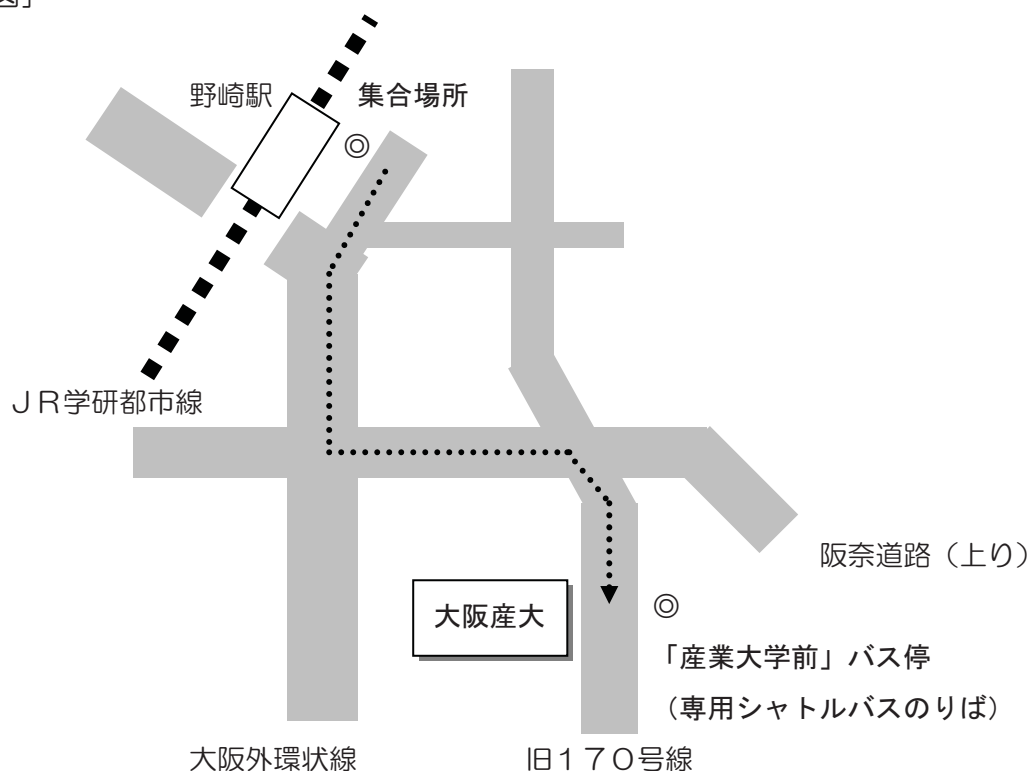 図」
野崎駅
集合場所
◎
ＪＲ学研都市線
阪奈道路（上り）
大阪産大
◎
「産業大学前」バス停
（専用シャトルバスのりば）
大阪外環状線
旧１７０号線